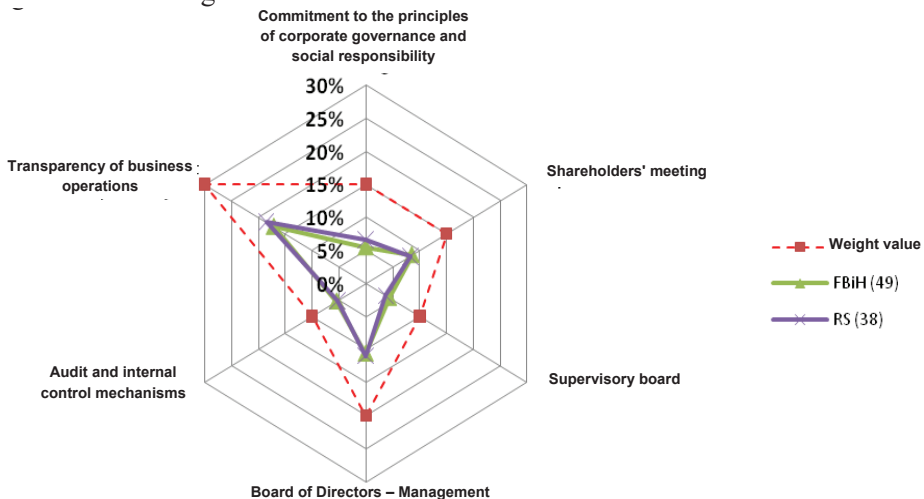 Commitment to the principles
of corporate governance and
social responsibility
30%
25%
20%
15%
10%
5%
0%
Transparency of business
operations
Shareholders' meeting
Weight value
FBiH (49)
RS (38)
Audit and internal
control mechanisms
Supervisory board
Board of Directors – Management